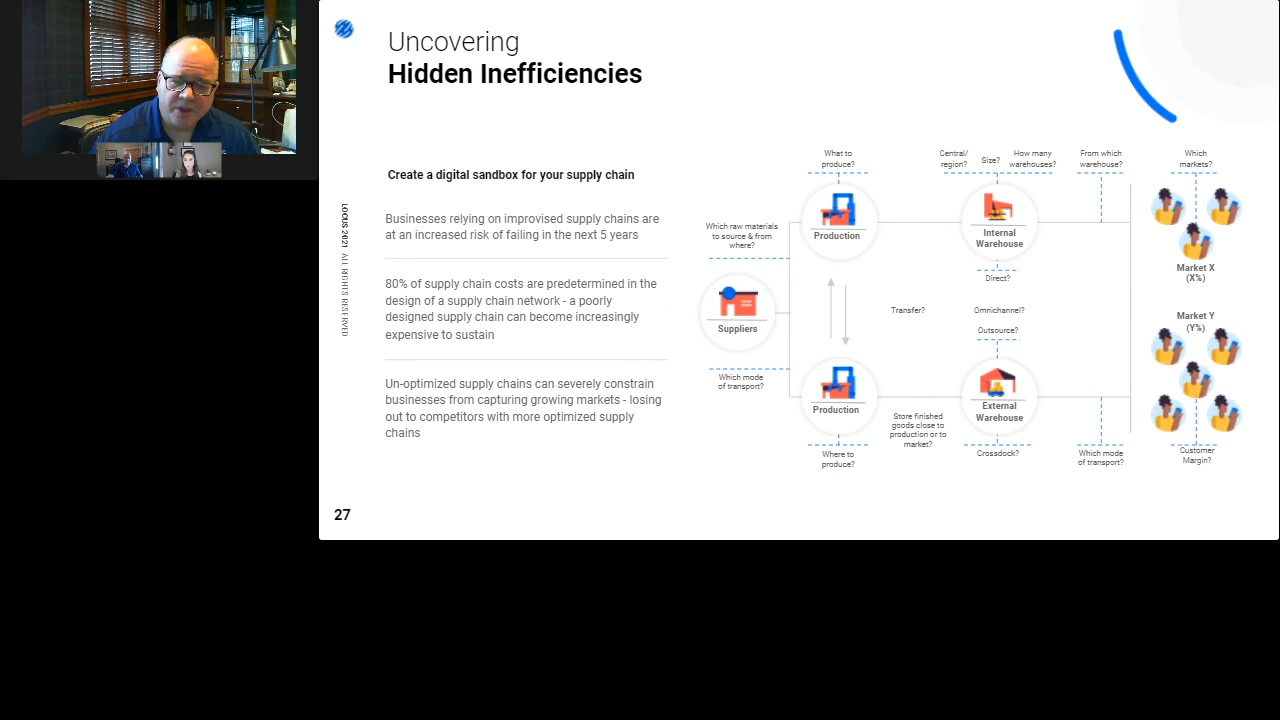 Uncovering
Hidden Inefficiencies
Create a digital sandbox for your supply chain
Businesses relying on improvised supply chains are
at an increased risk of failing in the next 5 years
80% of supply chain costs are predetermined in the
design of a supply chain network - a poorly
designed supply chain can become increasingly
expensive to sustain
Un-optimized supply chains can severely constrain
businesses from capturing growing markets - losing
out to competitors with more optimized supply
chains
LOCUS 2021 ALL RIGHTS RESERVED
27
Which raw materials
to source & from
where?
Suppliers
Which mode
of transport?
What to
produce?
Production
Production
Where to
produce?
Transfer?
Store finished
goods close to
production or to
market?
Central/
region?
Size?
How many
warehouses?
Internal
Warehouse
Direct?
Omnichannel?
Outsource?
External
Warehouse
Crossdock?
From which
warehouse?
Which mode
of transport?
Which
markets?
Market X
(X%)
Market Y
(Y%)
Customer
Margin?